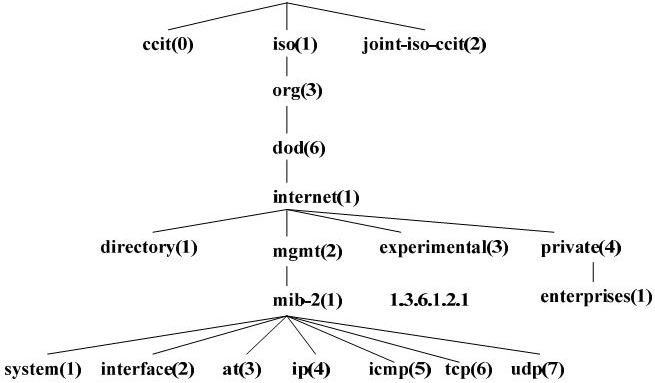 ccit(0) iso(1) joint-iso-ccit(2)
org(3)
dod(6)
internet(1)
directory(1) mgmt(2) experimental(3) private(4)
mib-2(1) 1.3.6.1.2.1 enterprises(1)
system(1) interface(2) at(3) ip(4) icmp(5) tcp(6) udp(7)